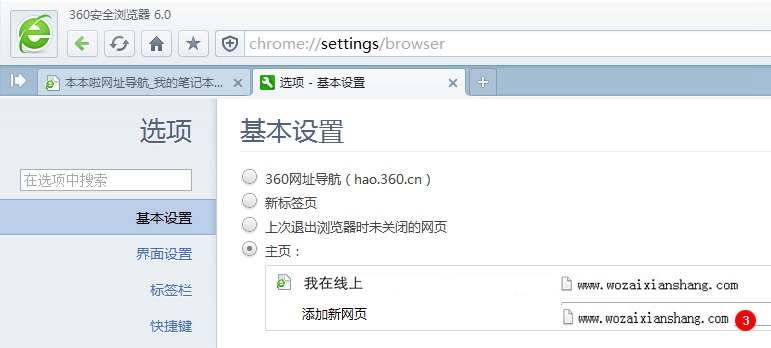 360安全浏览器 6.0
chrome://settings/browser
本本啦网址导航_我的笔记本... 选项 - 基本设置
选项
在选项中搜索
基本设置
界面设置
标签栏
快捷键
基本设置
360网址导航（hao.360.cn）
新标签页
上次退出浏览器时未关闭的网页
主页：
我在线上 www.wozaixianshang.com
添加新网页 www.wozaixianshang.com 3